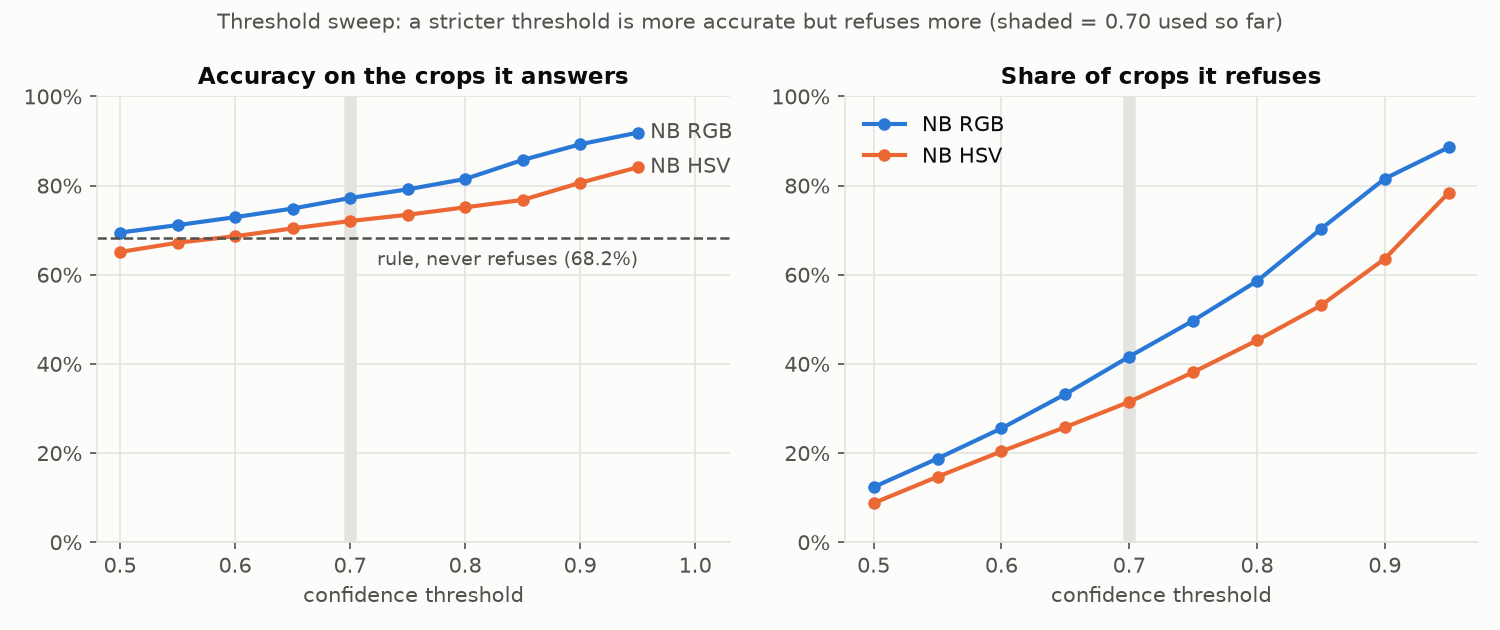 Threshold sweep: a stricter threshold is more accurate but refuses more (shaded = 0.70 used so far)
Accuracy on the crops it answers
100%
80%
60%
40%
20%
0%
NB RGB
NB HSV
rule, never refuses (68.2%)
0.5 0.6 0.7 0.8 0.9 1.0
confidence threshold
Share of crops it refuses
100%
80%
60%
40%
20%
0%
NB RGB
NB HSV
0.5 0.6 0.7 0.8 0.9
confidence threshold